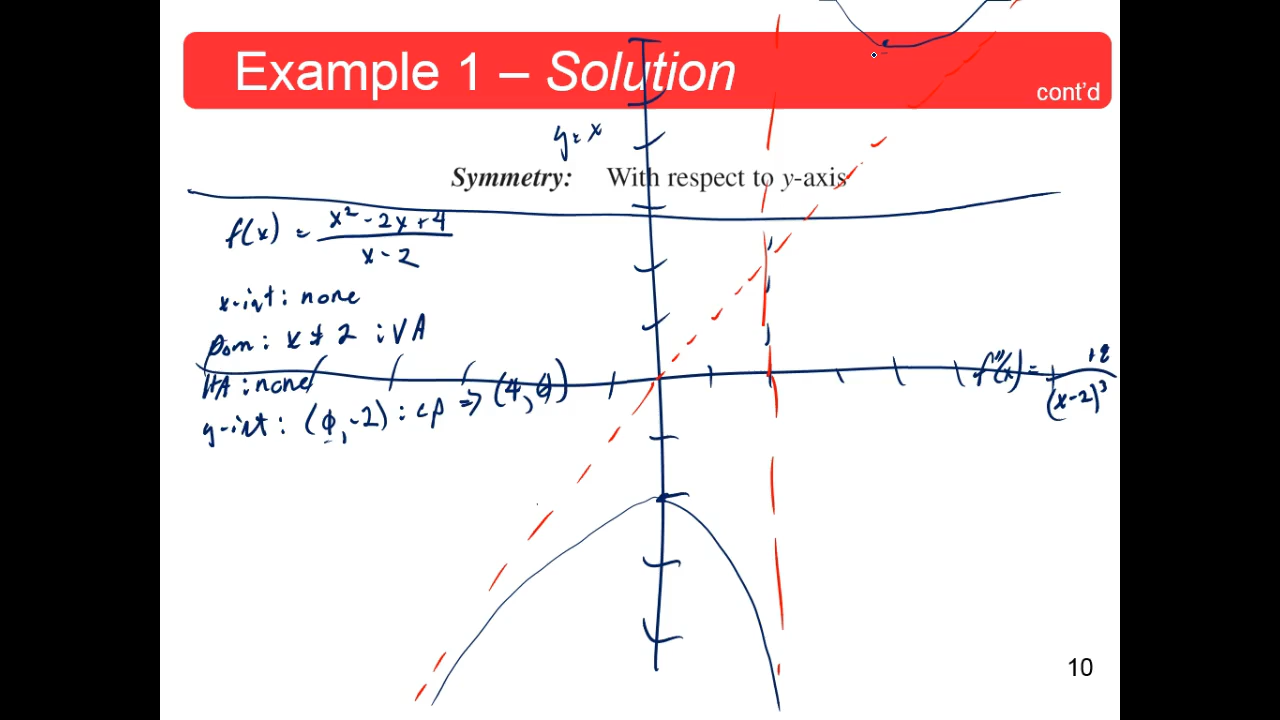 Example 1 – Solution
cont'd
y = x
Symmetry: With respect to y-axis
f(x) = x² - 2x + 4 / x - 2
x-int: none
Dom: x ≠ 2 : VA
HA: none
y-int: (0, -2) : cp ⇒ (4, 6)
f''(x) = +8 / (x-2)³
10